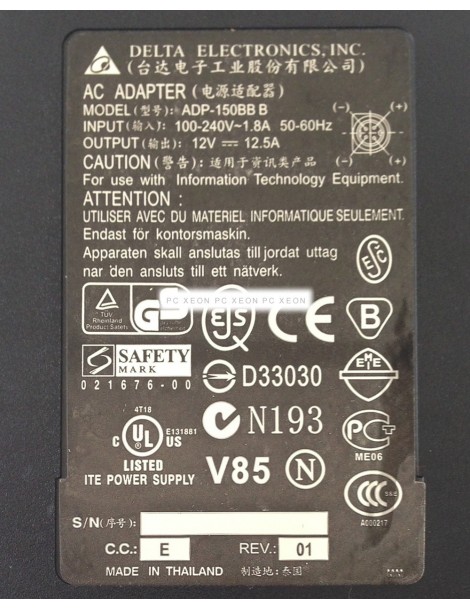 DELTA ELECTRONICS, INC.
(台达电子工业股份有限公司)
AC ADAPTER (电源适配器)
MODEL (型号): ADP-150BB B
INPUT (输入): 100-240V~1.8A 50-60Hz
OUTPUT (输出): 12V ⎓ 12.5A
(-) (+)
(-) (+)
CAUTION (警告): 适用于资讯类产品
For use with Information Technology Equipment.
ATTENTION :
UTILISER AVEC DU MATERIEL INFORMATIQUE SEULEMENT.
Endast för kontorsmaskin.
Apparaten skall anslutas till jordat uttag
när den ansluts till ett nätverk.
PC XEON PC XEON PC XEON
TÜV
Rheinland
Product Safety
GS
CE
B
SAFETY
MARK
021676-00
D33030
4T18
C UL US
E131881
LISTED
ITE POWER SUPPLY
N193
V85 N
ME06
CCC S&E
A000217
S/N(序号):
C.C.: E REV.: 01
MADE IN THAILAND 制造地:泰国